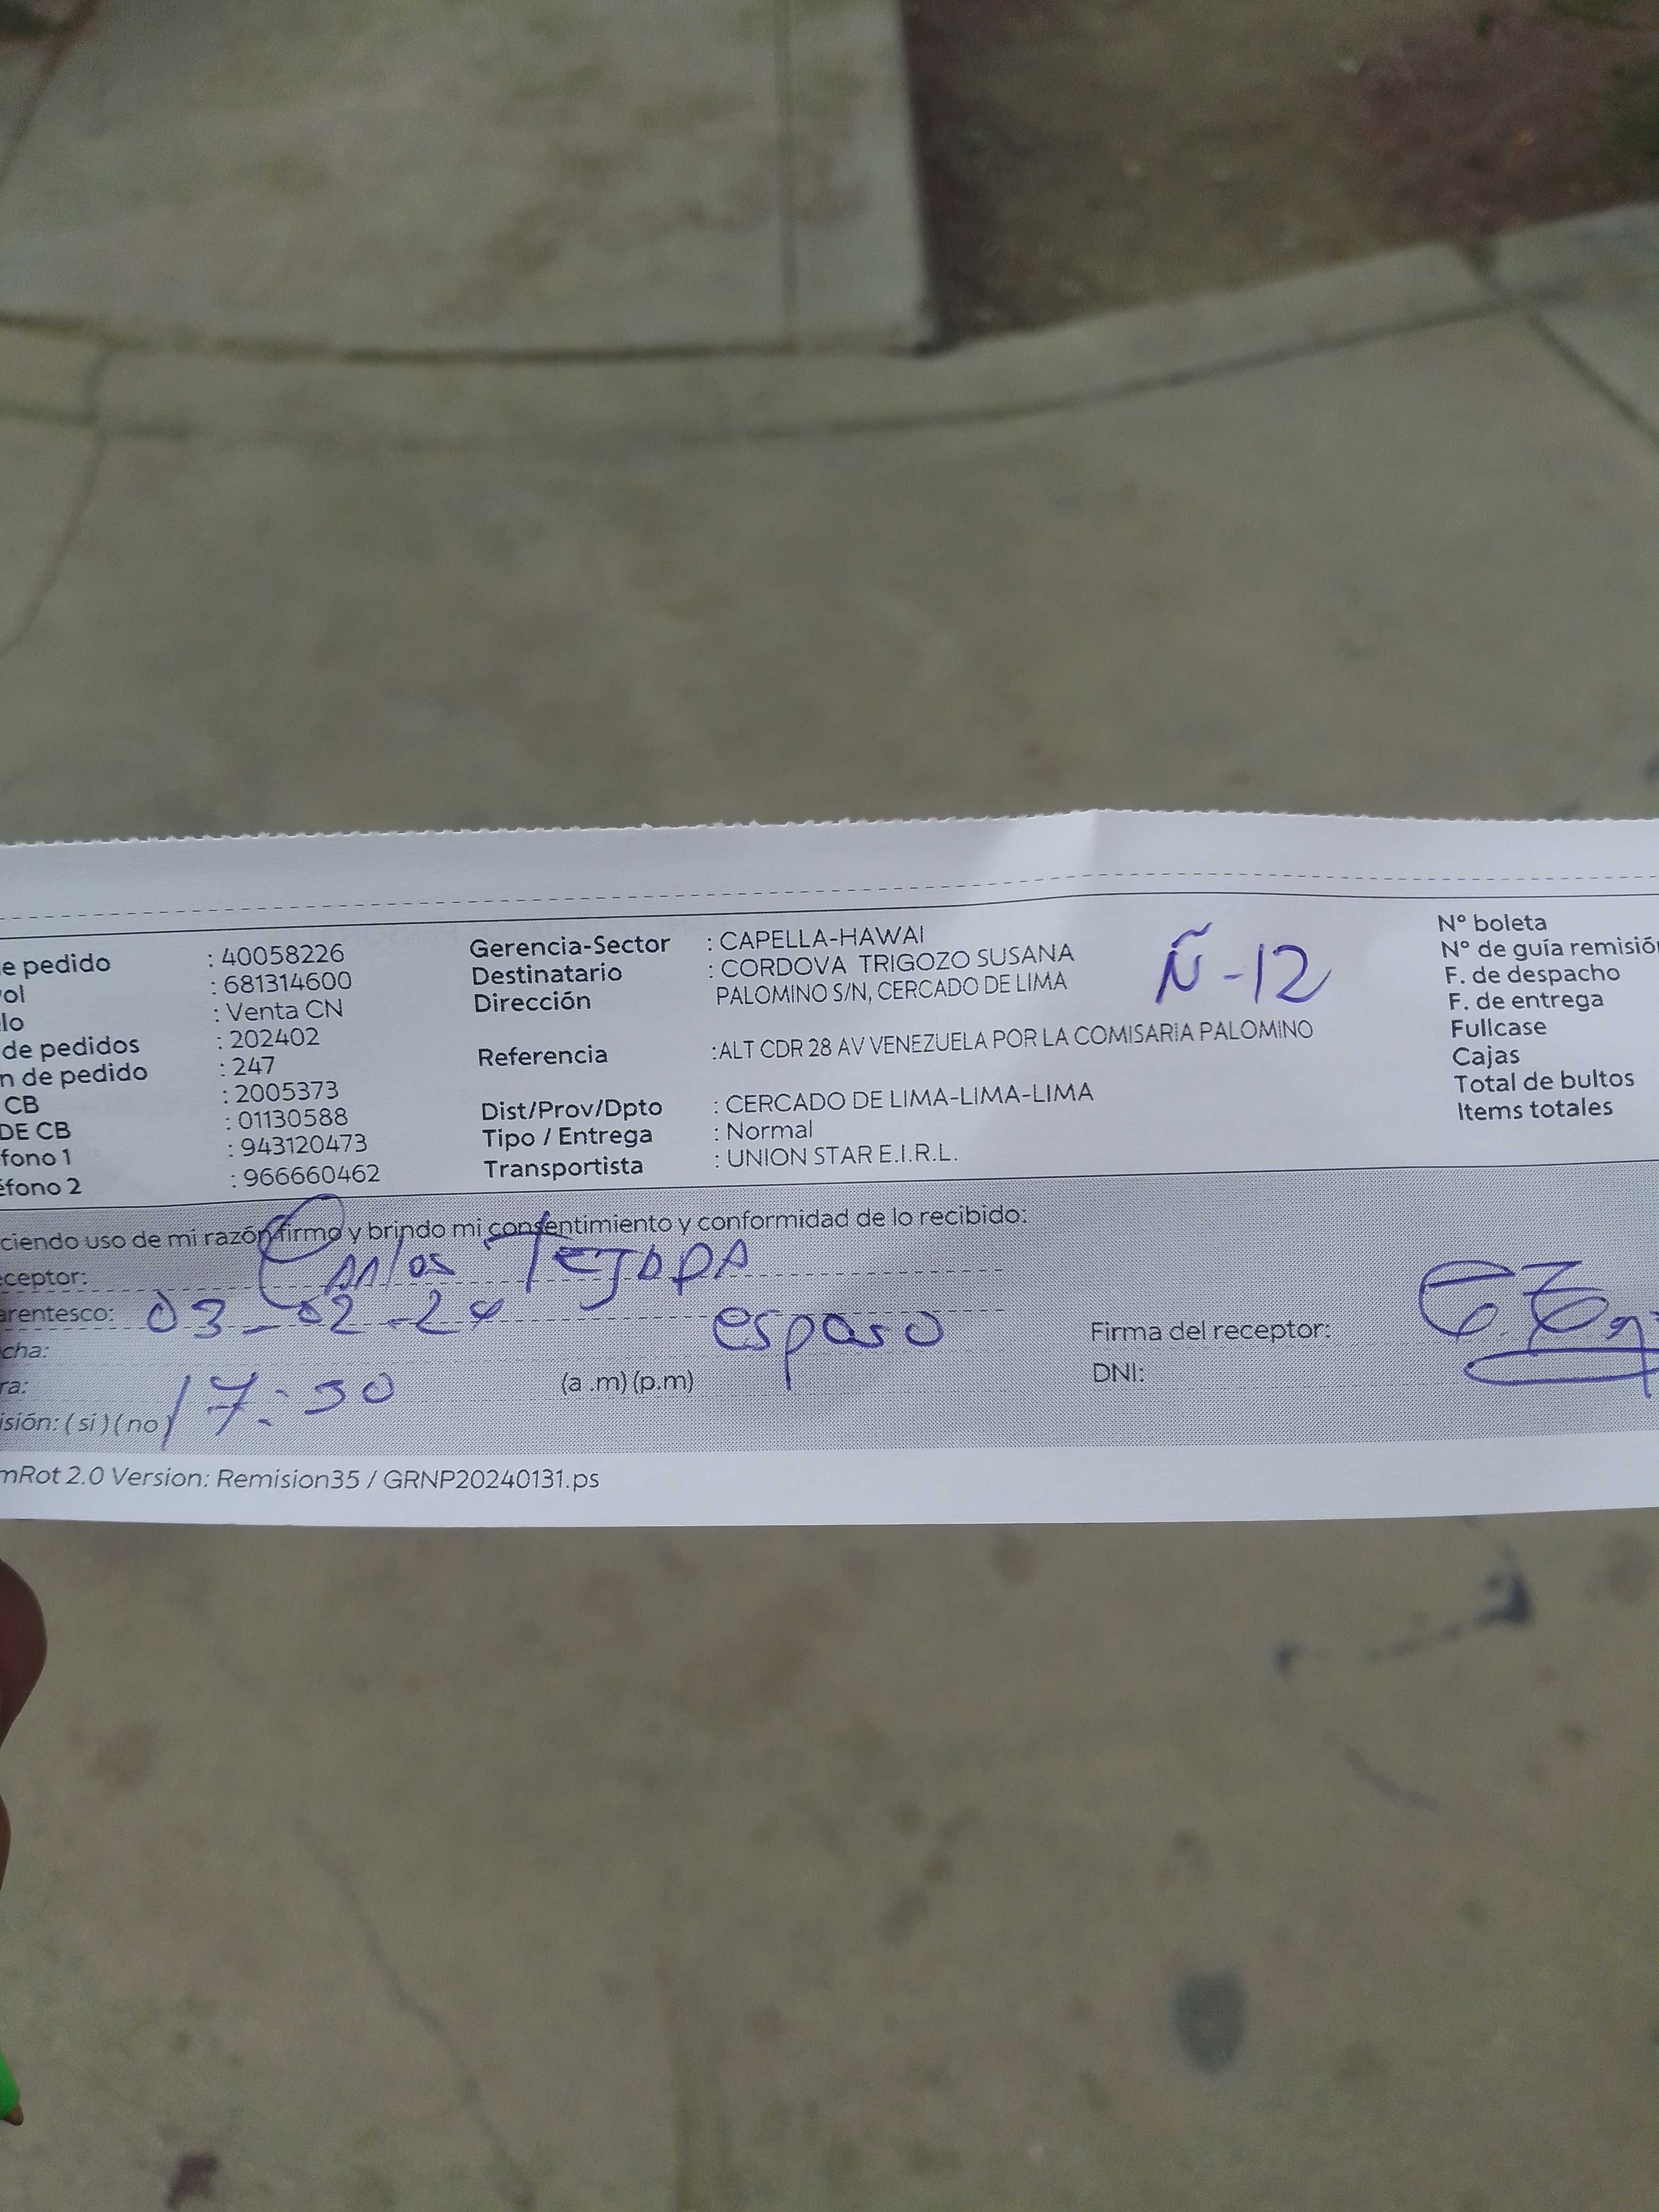 e pedido : 40058226
ol : 681314600
lo : Venta CN
de pedidos : 202402
n de pedido : 247
CB : 2005373
DE CB : 01130588
fono 1 : 943120473
éfono 2 : 966660462
Gerencia-Sector : CAPELLA-HAWAI
Destinatario : CORDOVA TRIGOZO SUSANA
Dirección PALOMINO S/N, CERCADO DE LIMA
Ñ-12
Referencia :ALT CDR 28 AV VENEZUELA POR LA COMISARIA PALOMINO
Dist/Prov/Dpto : CERCADO DE LIMA-LIMA-LIMA
Tipo / Entrega : Normal
Transportista : UNION STAR E.I.R.L.
N° boleta
N° de guía remisió
F. de despacho
F. de entrega
Fullcase
Cajas
Total de bultos
Items totales
ciendo uso de mi razón firmo y brindo mi consentimiento y conformidad de lo recibido:
eceptor: Carlos TEJADA
arentesco: 03-02-24 esposo
cha:
ra: 17:30 (a .m) (p.m)
isión: (si) (no)
Firma del receptor:
DNI:
mRot 2.0 Version: Remision35 / GRNP20240131.ps